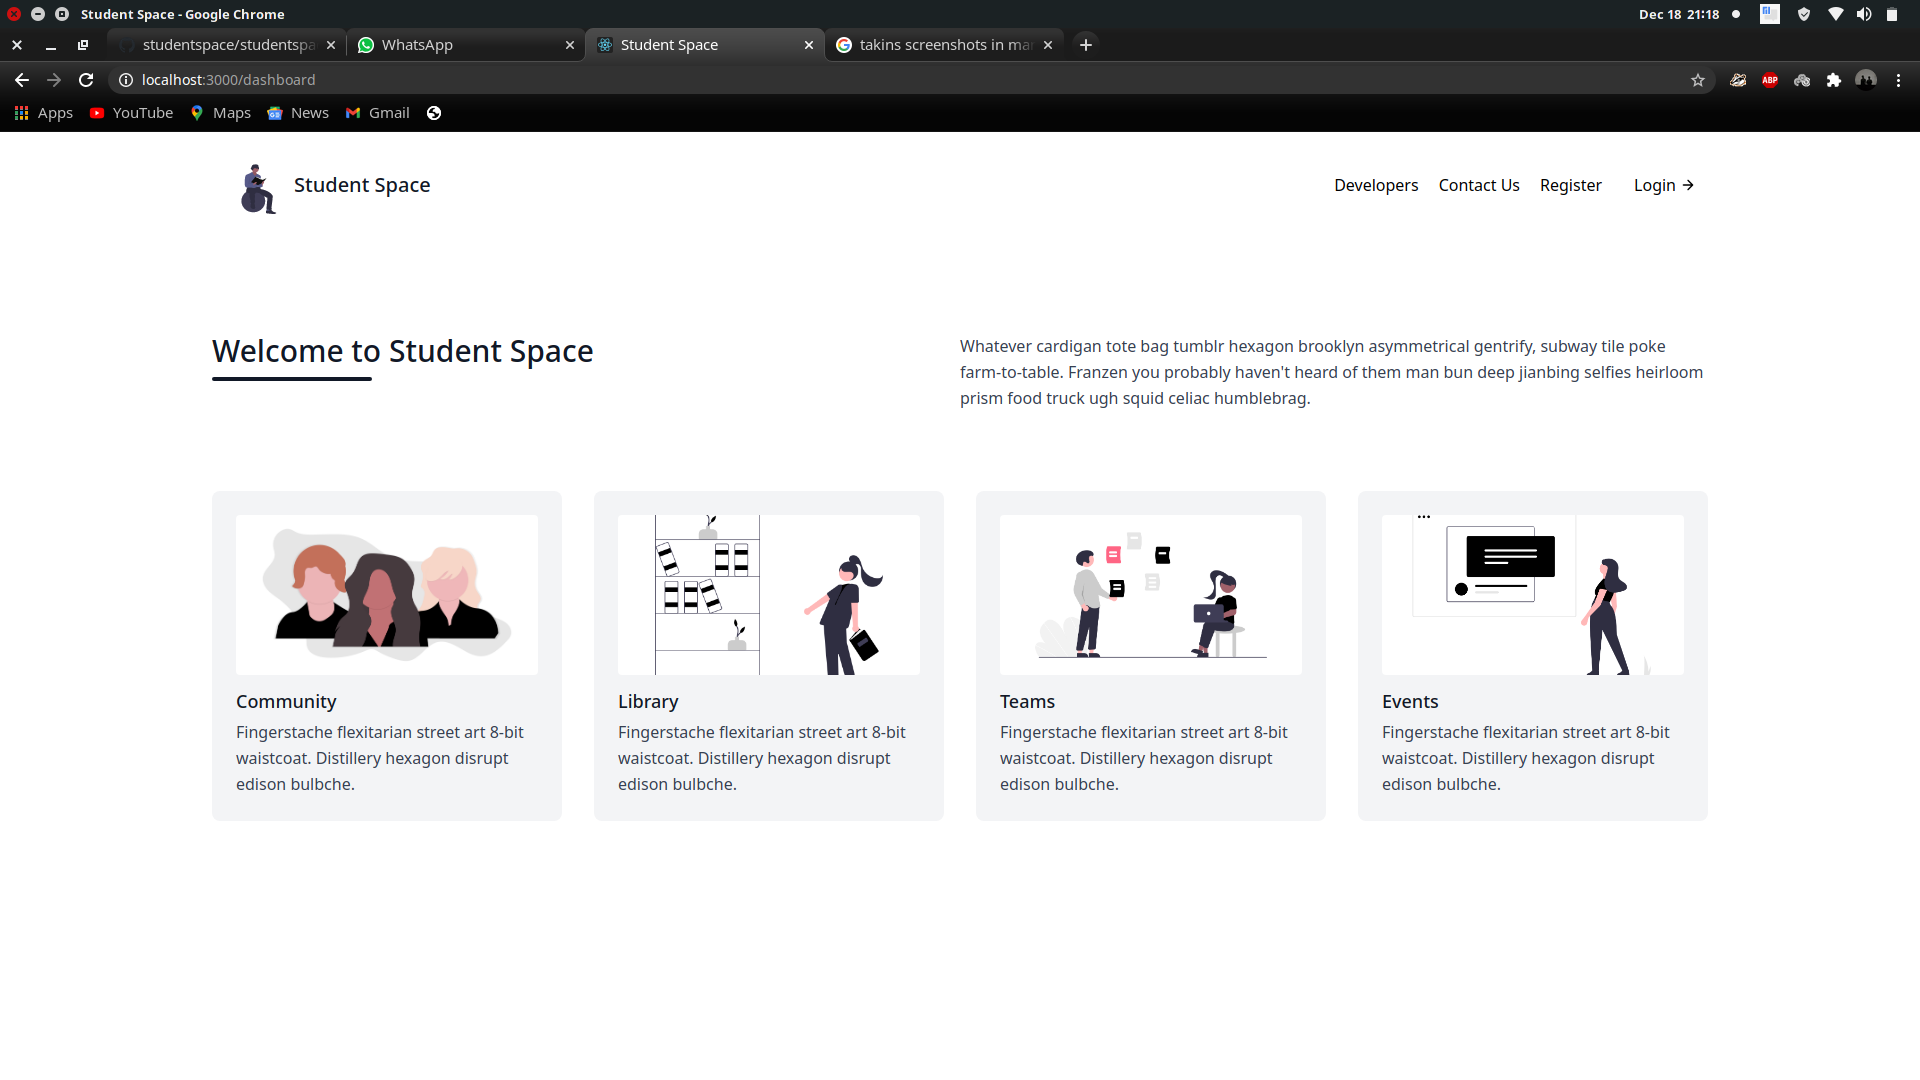 Student Space - Google Chrome
Dec 18 21:18
studentspace/studentspa
WhatsApp
Student Space
takins screenshots in ma
localhost:3000/dashboard
ABP
Apps
YouTube
Maps
News
Gmail
Student Space
Developers
Contact Us
Register
Login →
Welcome to Student Space
Whatever cardigan tote bag tumblr hexagon brooklyn asymmetrical gentrify, subway tile poke
farm-to-table. Franzen you probably haven't heard of them man bun deep jianbing selfies heirloom
prism food truck ugh squid celiac humblebrag.
Community
Fingerstache flexitarian street art 8-bit
waistcoat. Distillery hexagon disrupt
edison bulbche.
Library
Fingerstache flexitarian street art 8-bit
waistcoat. Distillery hexagon disrupt
edison bulbche.
Teams
Fingerstache flexitarian street art 8-bit
waistcoat. Distillery hexagon disrupt
edison bulbche.
Events
Fingerstache flexitarian street art 8-bit
waistcoat. Distillery hexagon disrupt
edison bulbche.